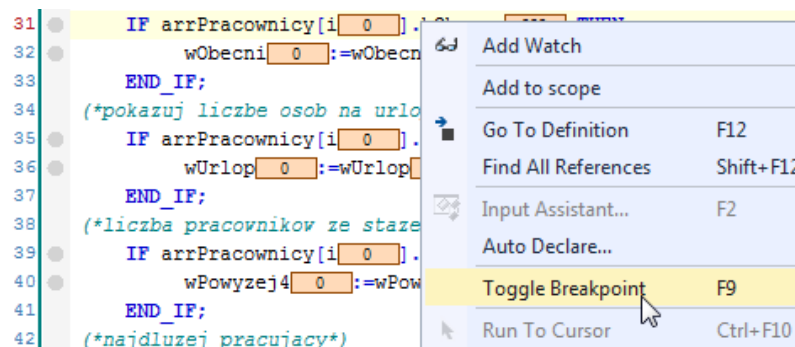 31 IF arrPracownicy[i 0 ]. THEN
Add Watch
32 wObecni 0 :=wObecn
33 END_IF;
Add to scope
34 (*pokazuj liczbe osob na urlo
Go To Definition F12
35 IF arrPracownicy[i 0 ].
36 wUrlop 0 :=wUrlop
Find All References Shift+F12
37 END_IF;
Input Assistant... F2
38 (*liczba pracownikov ze staze
39 IF arrPracownicy[i 0 ].
Auto Declare...
40 wPowyzej4 0 :=wPow
Toggle Breakpoint F9
41 END_IF;
42 (*najdluzej pracujacy*)
Run To Cursor Ctrl+F10